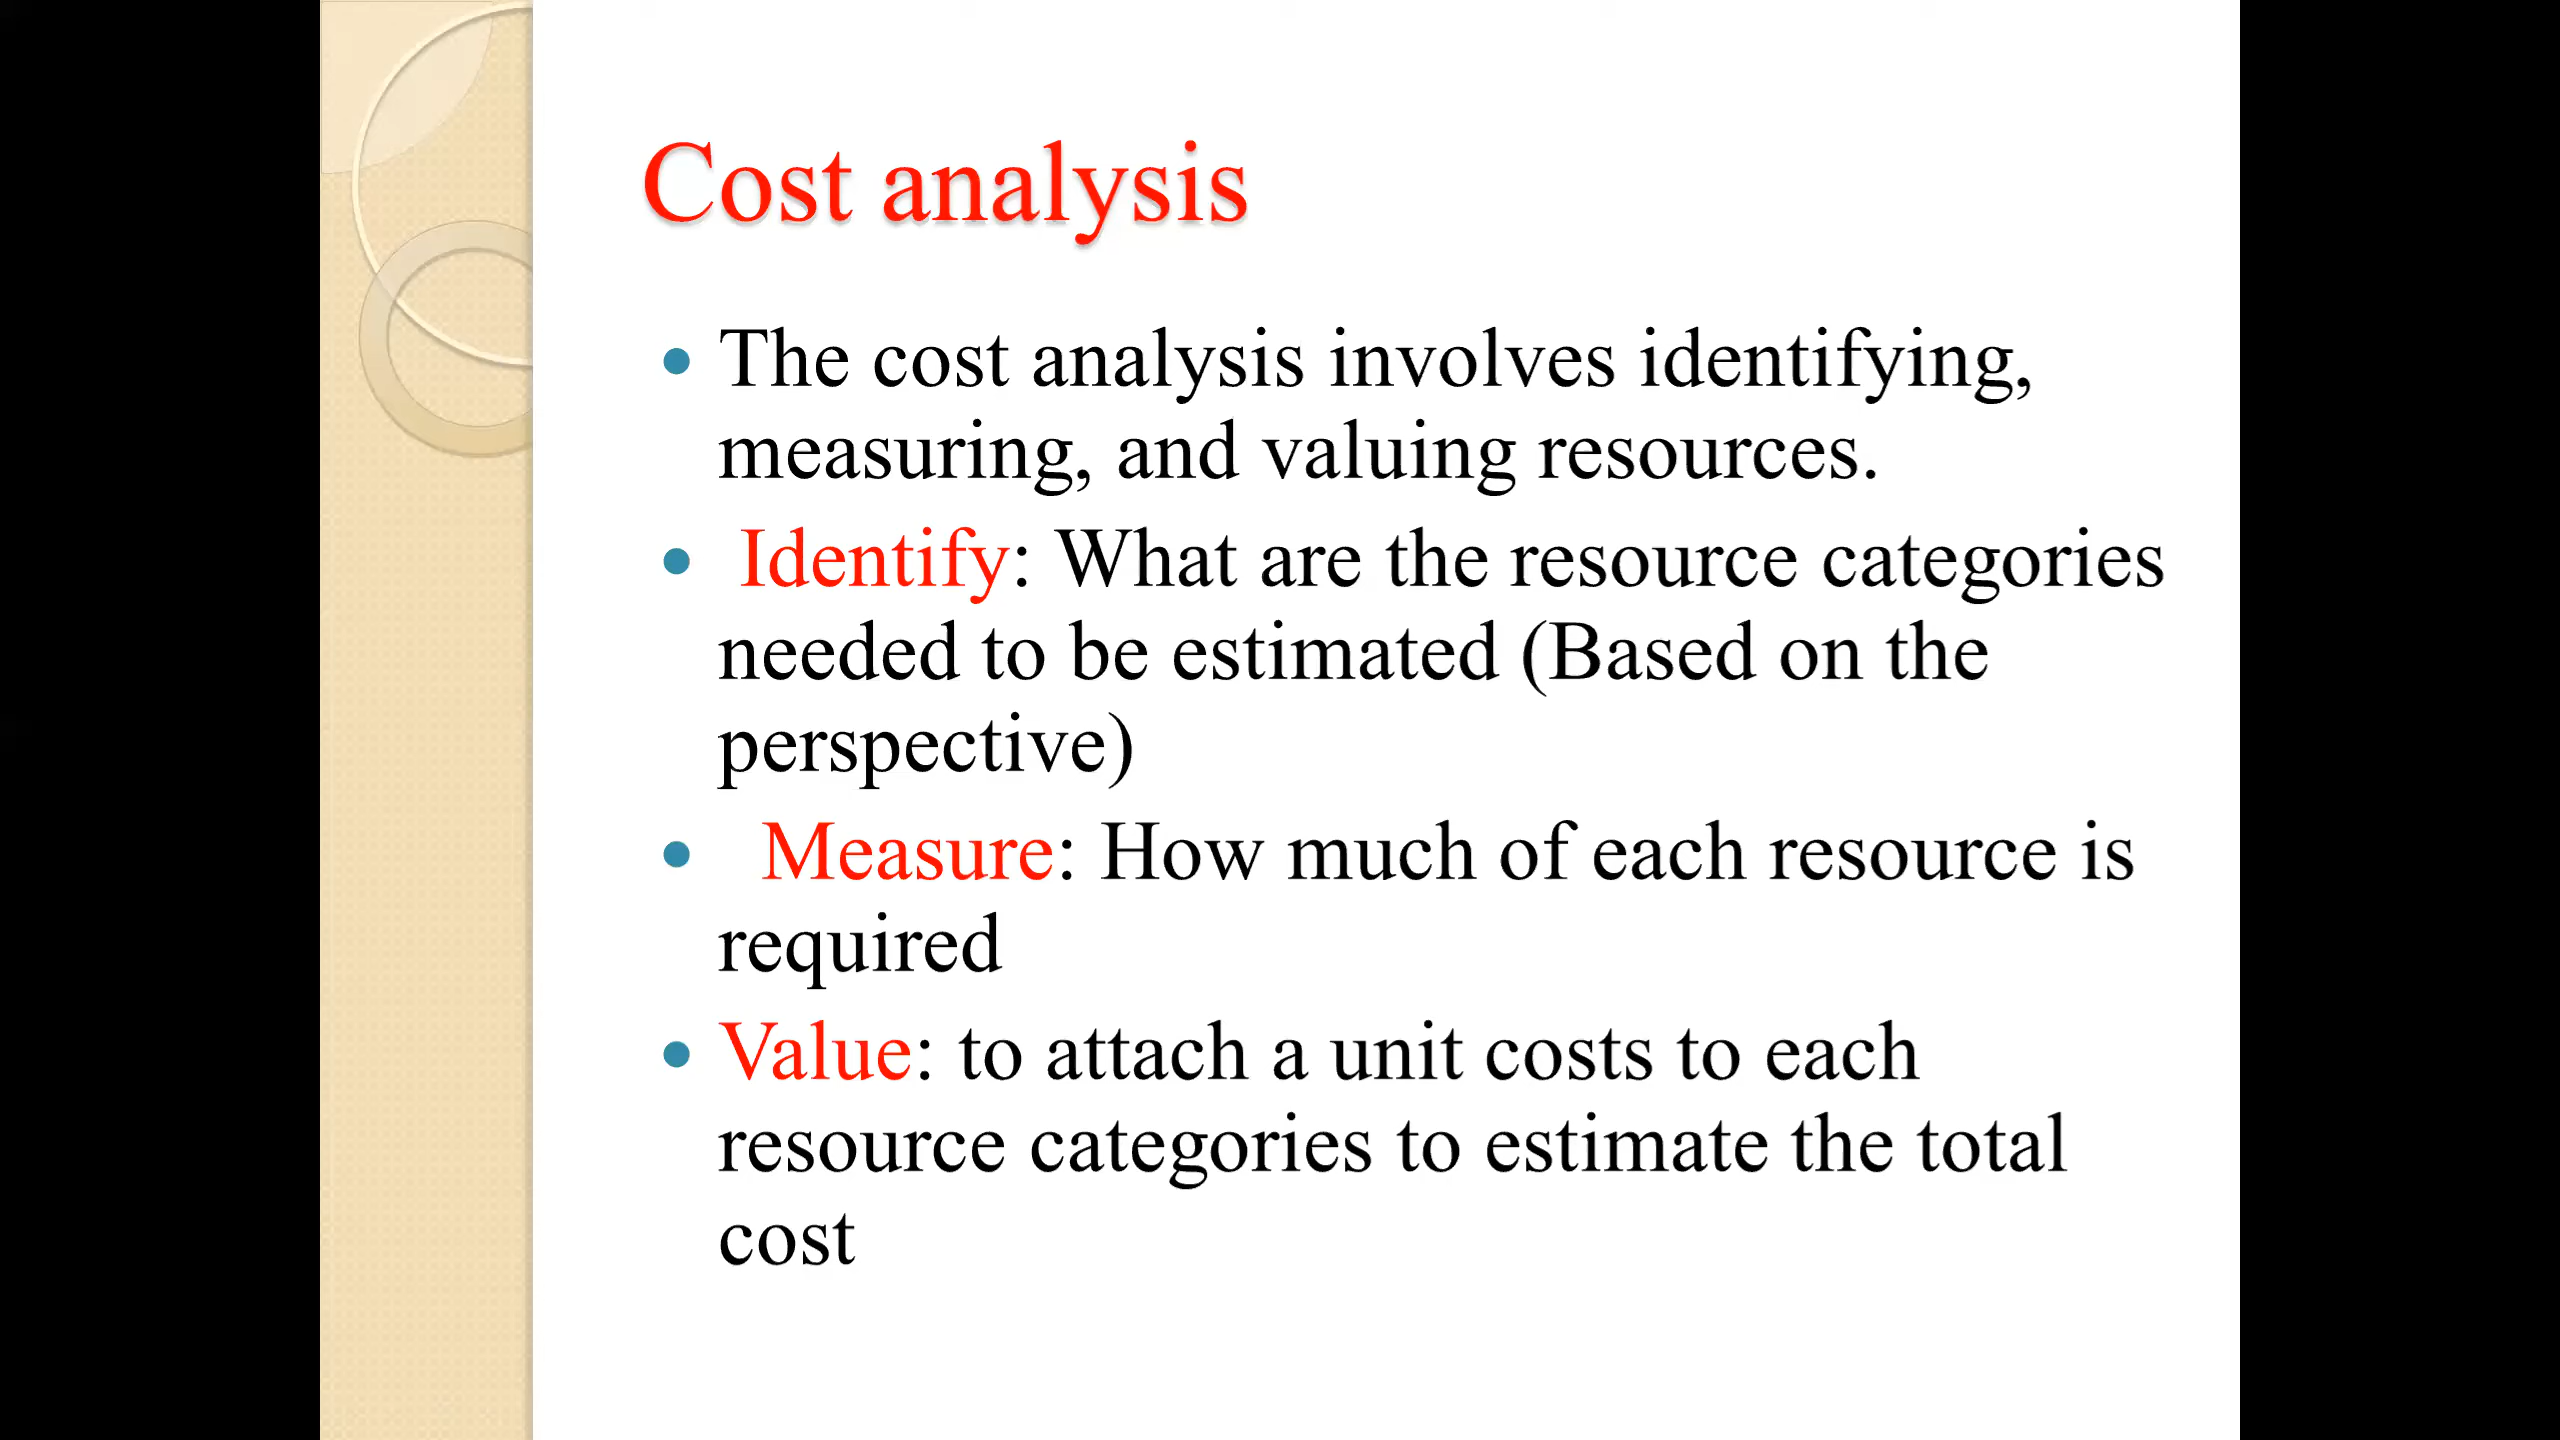 Cost analysis
• The cost analysis involves identifying,
measuring, and valuing resources.
• Identify: What are the resource categories
needed to be estimated (Based on the
perspective)
• Measure: How much of each resource is
required
• Value: to attach a unit costs to each
resource categories to estimate the total
cost